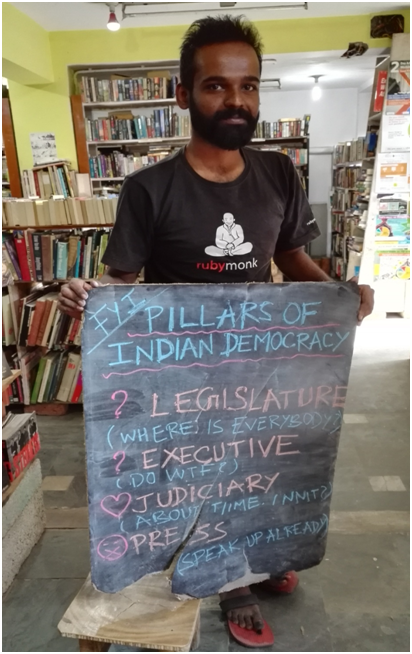 rubymonk
FYI
PILLARS OF
INDIAN DEMOCRACY
? LEGISLATURE
(WHERE IS EVERYBODY?)
? EXECUTIVE
(DO WTF?)
♡ JUDICIARY
(ABOUT TIME. INNIT?)
☹ PRESS
(SPEAK UP ALREADY)